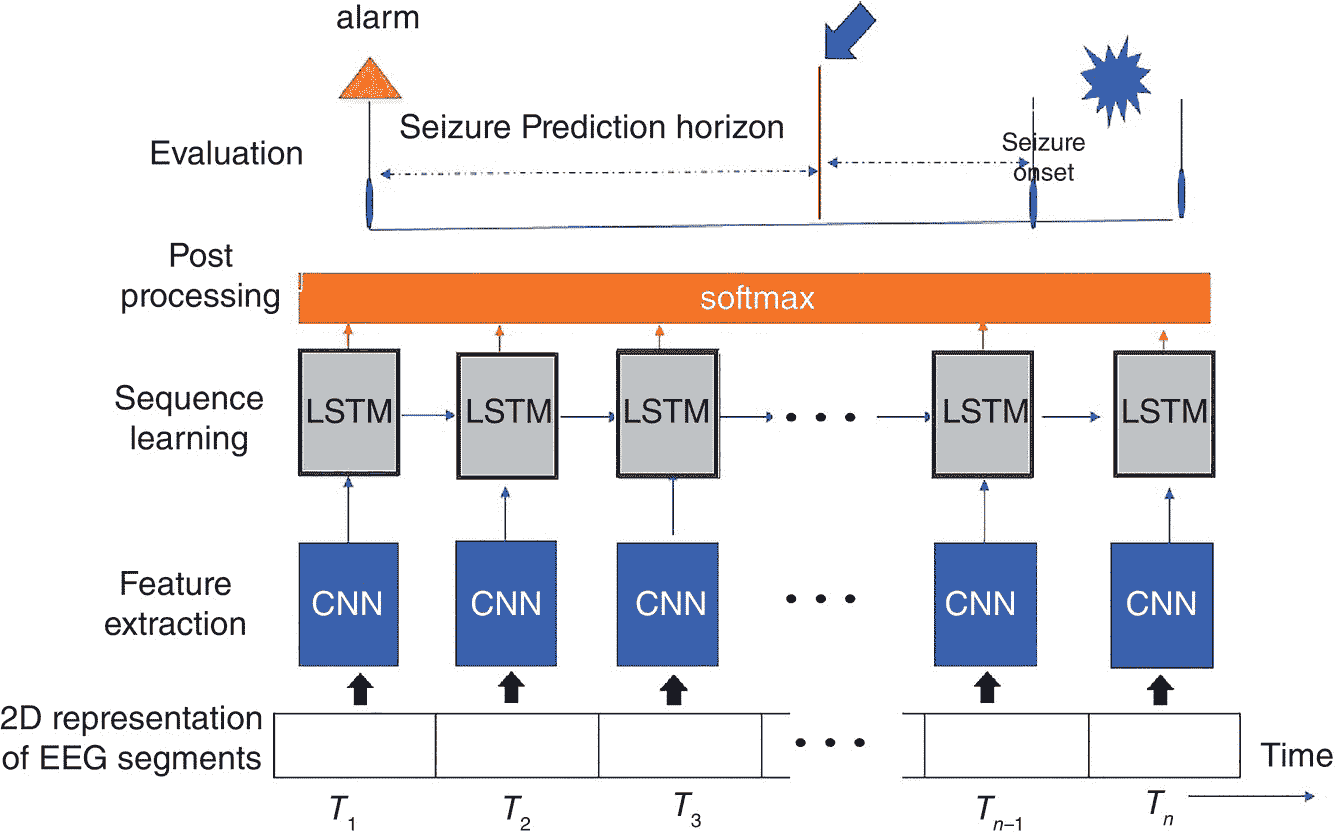 alarm
Seizure Prediction horizon
Evaluation
Seizure
onset
Post
processing
softmax
Sequence
learning
LSTM LSTM LSTM • • • LSTM LSTM
Feature
extraction
CNN CNN CNN • • • CNN CNN
2D representation
of EEG segments
• • •
Time
T1 T2 T3 Tn–1 Tn